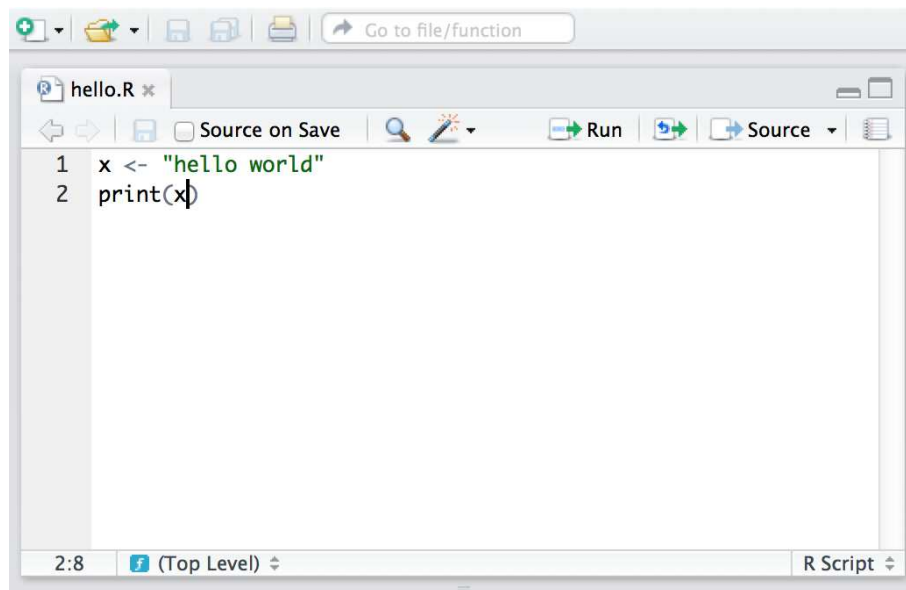 Go to file/function
hello.R
Source on Save Run Source
1 x <- "hello world"
2 print(x)
2:8 (Top Level) R Script